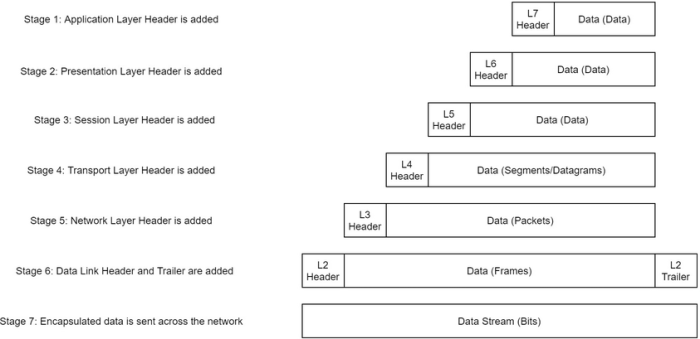 Stage 1: Application Layer Header is added
L7
Header
Data (Data)
Stage 2: Presentation Layer Header is added
L6
Header
Data (Data)
Stage 3: Session Layer Header is added
L5
Header
Data (Data)
Stage 4: Transport Layer Header is added
L4
Header
Data (Segments/Datagrams)
Stage 5: Network Layer Header is added
L3
Header
Data (Packets)
Stage 6: Data Link Header and Trailer are added
L2
Header
Data (Frames)
L2
Trailer
Stage 7: Encapsulated data is sent across the network
Data Stream (Bits)